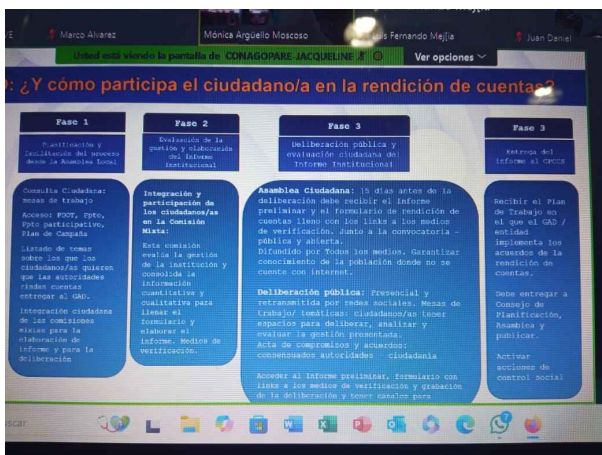 Marco Alvarez
Mónica Argüello Moscoso
is Fernando Mej[ia
Juan Daniel
Usted está viendo la pantalla de CONAGOPARE-JACQUELINE
Ver opciones
: ¿Y cómo participa el ciudadano/a en la rendición de cuentas?
Fase 1
Planificación y
facilitación del proceso
desde la Asamblea Local
Consulta Ciudadana:
mesas de trabajo
Acceso: PDOT, Ppto,
Ppto participativo,
Plan de Campaña
Listado de temas
sobre los que los
ciudadanos/as quieren
que las autoridades
rindan cuentas
entregar al GAD.
Integración ciudadana
de las comisiones
mixtas para la
elaboración de
informe y para la
deliberación
Fase 2
Evaluación de la
gestión y elaboración
del Informe
Institucional
Integración y
participación de
los ciudadanos/as
en la Comisión
Mixta:
Esta comisión
evalúa la gestión
de la institución y
consolida la
información
cuantitativa y
cualitativa para
llenar el
formulario y
elaborar el
informe. Medios de
verificación.
Fase 3
Deliberación pública y
evaluación ciudadana del
Informe Institucional
Asamblea Ciudadana: 15 días antes de la
deliberación debe recibir el Informe
preliminar y el formulario de rendición de
cuentas lleno con los links a los medios
de verificación. Junto a la convocatoria -
pública y abierta.
Difundido por Todos los medios. Garantizar
conocimiento de la población donde no se
cuente con internet.
Deliberación pública: Presencial y
retransmitida por redes sociales. Mesas de
trabajo/ temáticas: ciudadanos/as tener
espacios para deliberar, analizar y
evaluar la gestión presentada.
Acta de compromisos y acuerdos:
consensuados autoridades - ciudadanía
Acceder al Informe preliminar, formulario con
links a los medios de verificación y grabación
de la deliberación y tener canales para
Fase 3
Entrega del
informe al CPCCS
Recibir el Plan
de Trabajo en
el que el GAD /
entidad
implementa los
acuerdos de la
rendición de
cuentas.
Debe entregar a
Consejo de
Planificación,
Asamblea y
publicar.
Activar
acciones de
control social
scar
7